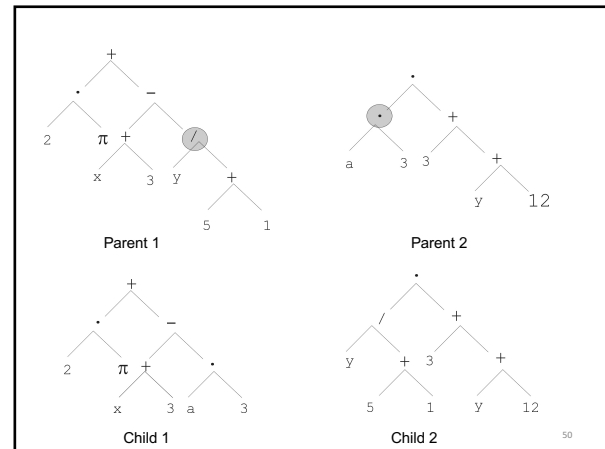 +
·
· − · +
2 π + / a 3 3 +
x 3 y + y 12
5 1
Parent 1 Parent 2
+ ·
· − / +
2 π + · y + 3 +
x 3 a 3 5 1 y 12
Child 1 Child 2 50